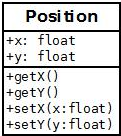 Position
+x: float
+y: float
+getX()
+getY()
+setX(x:float)
+setY(y:float)